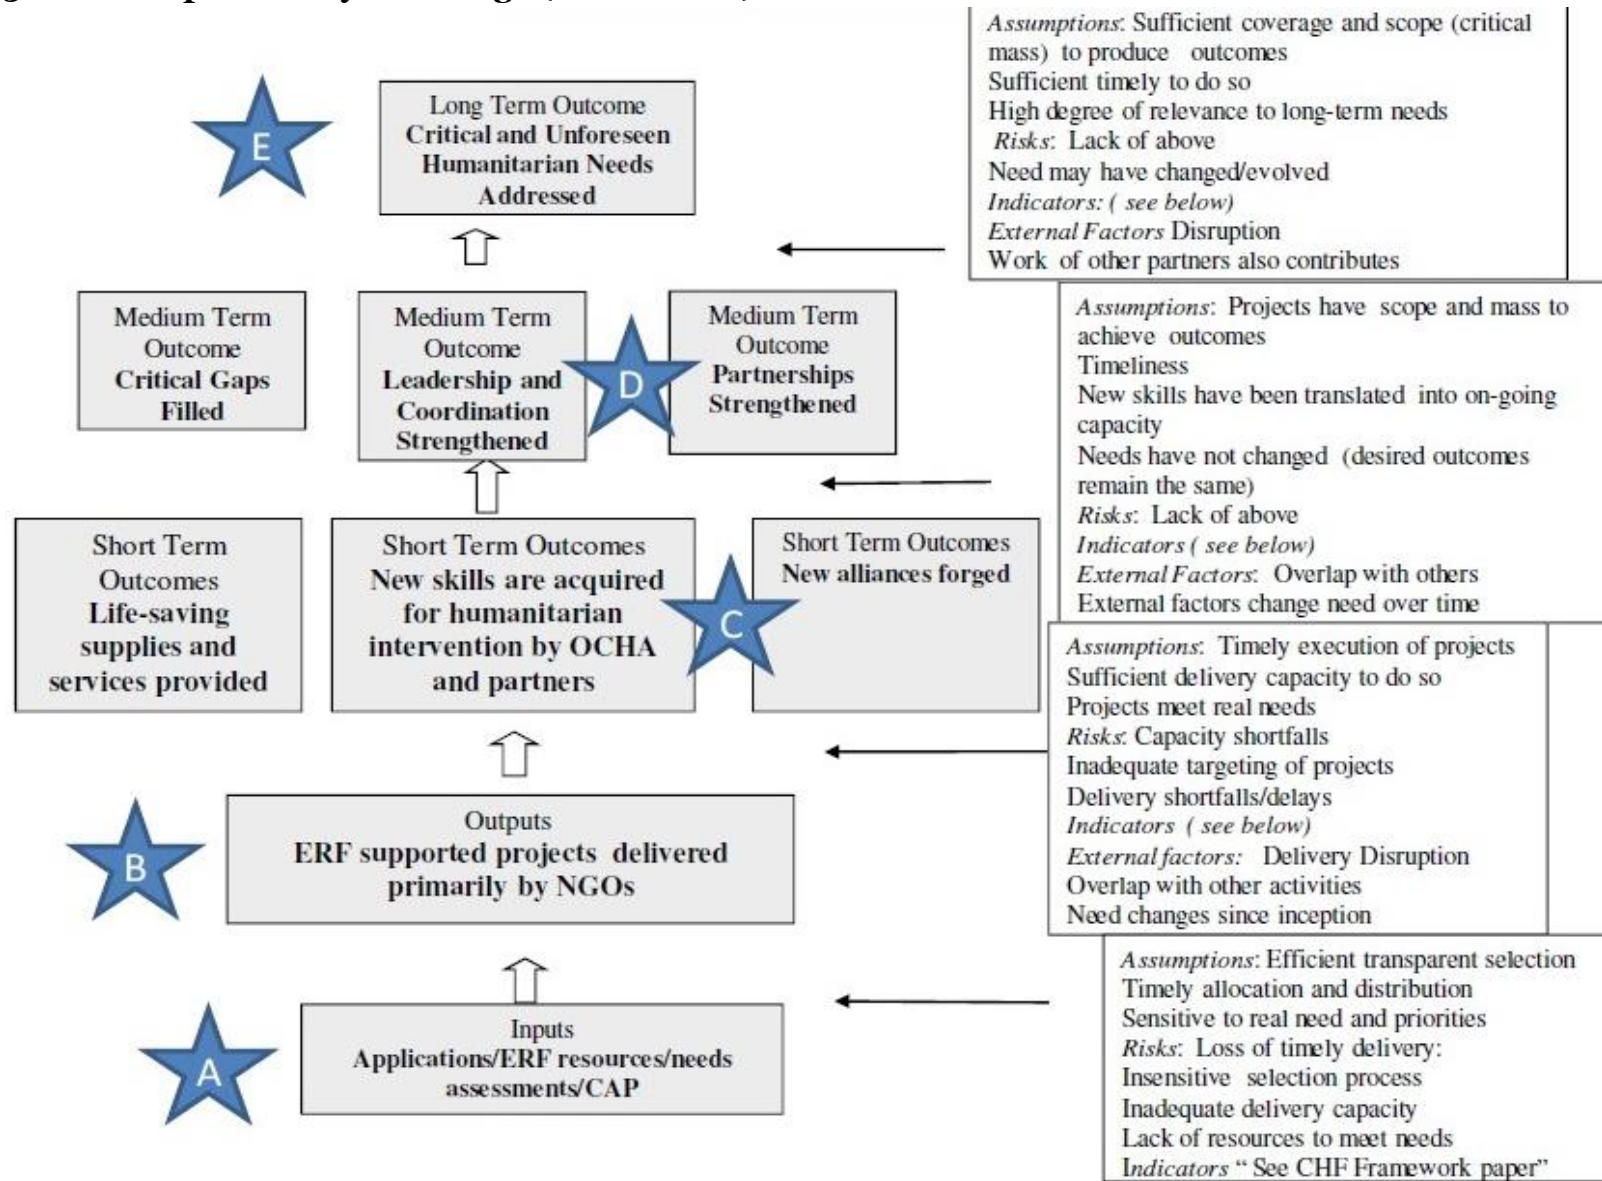 E
Long Term Outcome
Critical and Unforeseen
Humanitarian Needs
Addressed
Assumptions: Sufficient coverage and scope (critical
mass) to produce outcomes
Sufficient timely to do so
High degree of relevance to long-term needs
Risks: Lack of above
Need may have changed/evolved
Indicators: ( see below)
External Factors Disruption
Work of other partners also contributes
Medium Term
Outcome
Critical Gaps
Filled
Medium Term
Outcome
Leadership and
Coordination
Strengthened
D
Medium Term
Outcome
Partnerships
Strengthened
Assumptions: Projects have scope and mass to
achieve outcomes
Timeliness
New skills have been translated into on-going
capacity
Needs have not changed (desired outcomes
remain the same)
Risks: Lack of above
Indicators ( see below)
External Factors: Overlap with others
External factors change need over time
Short Term
Outcomes
Life-saving
supplies and
services provided
Short Term Outcomes
New skills are acquired
for humanitarian
intervention by OCHA
and partners
C
Short Term Outcomes
New alliances forged
Assumptions: Timely execution of projects
Sufficient delivery capacity to do so
Projects meet real needs
Risks: Capacity shortfalls
Inadequate targeting of projects
Delivery shortfalls/delays
Indicators ( see below)
External factors: Delivery Disruption
Overlap with other activities
Need changes since inception
B
Outputs
ERF supported projects delivered
primarily by NGOs
A
Inputs
Applications/ERF resources/needs
assessments/CAP
Assumptions: Efficient transparent selection
Timely allocation and distribution
Sensitive to real need and priorities
Risks: Loss of timely delivery:
Insensitive selection process
Inadequate delivery capacity
Lack of resources to meet needs
Indicators “ See CHF Framework paper”